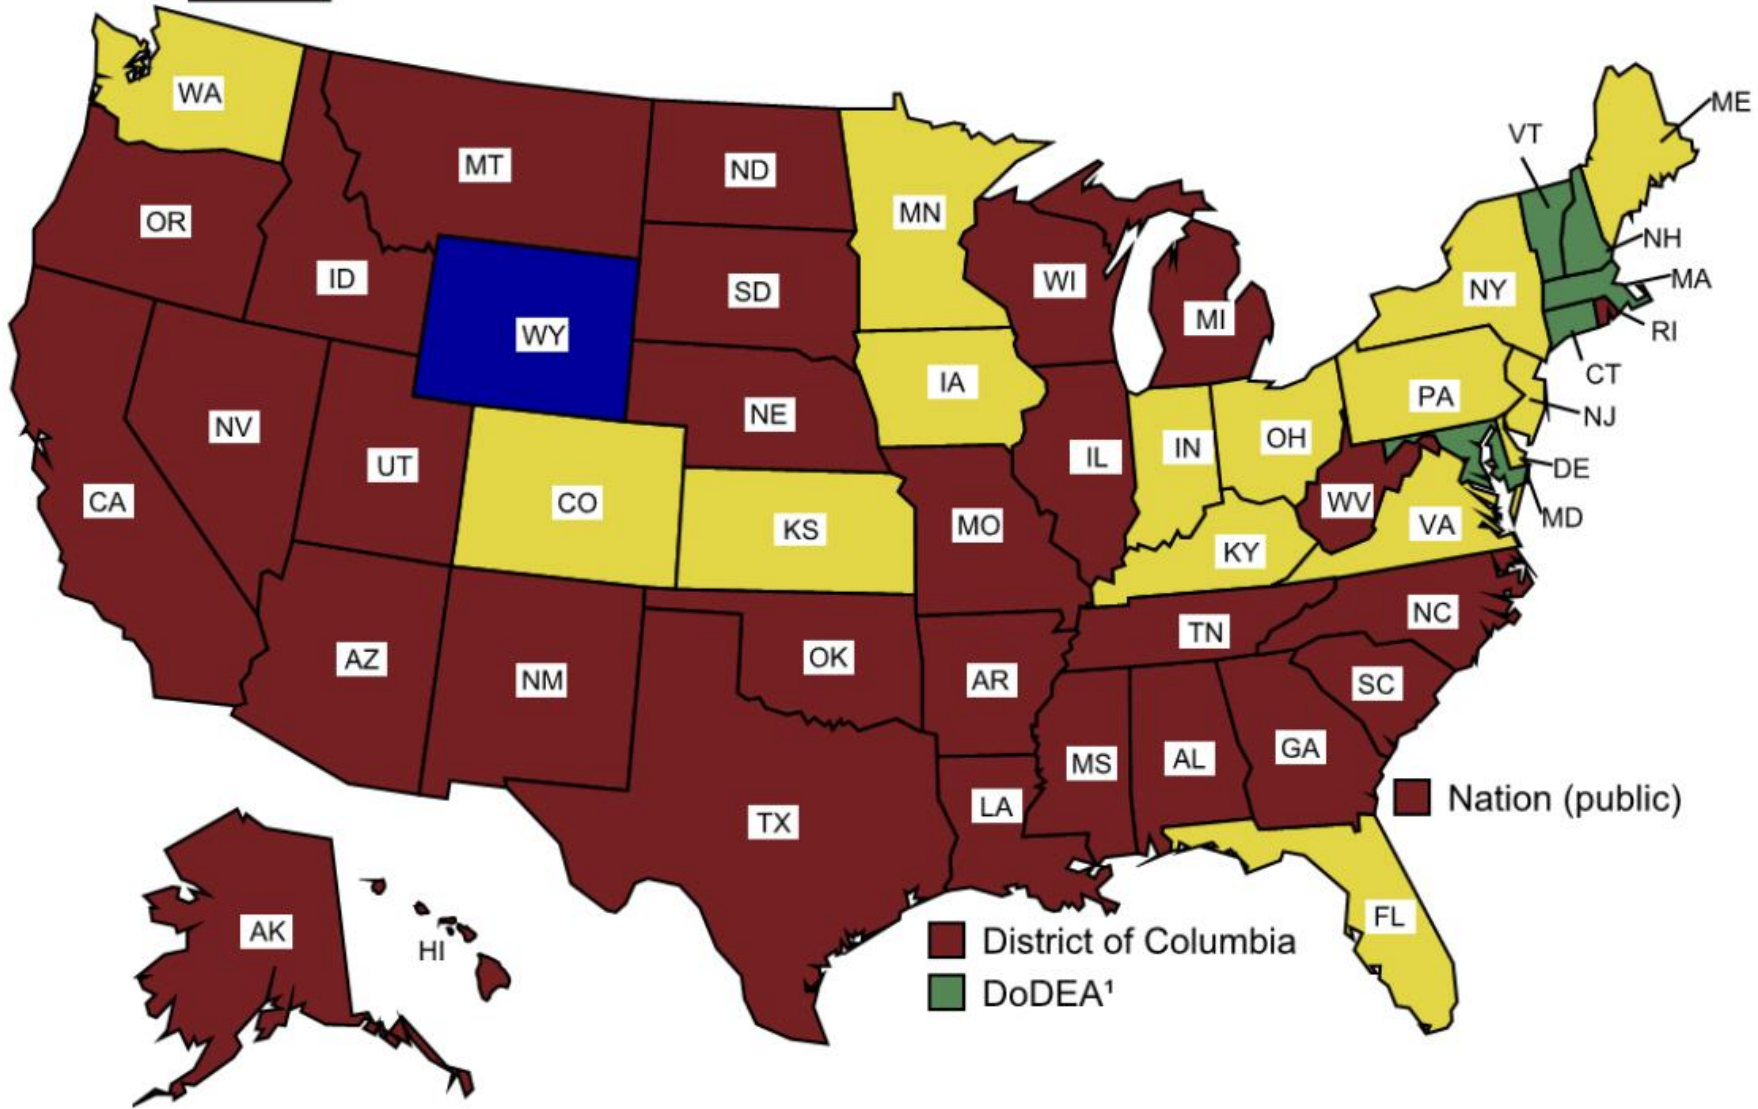 WA
ME
VT
MT
ND
MN
OR
NH
ID
WI
MA
SD
NY
MI
RI
WY
CT
IA
PA
NE
NJ
NV
OH
IN
UT
IL
DE
CA
CO
WV
MD
KS
MO
VA
KY
NC
TN
AZ
OK
NM
AR
SC
GA
AL
MS
Nation (public)
LA
TX
FL
AK
HI
District of Columbia
DoDEA¹